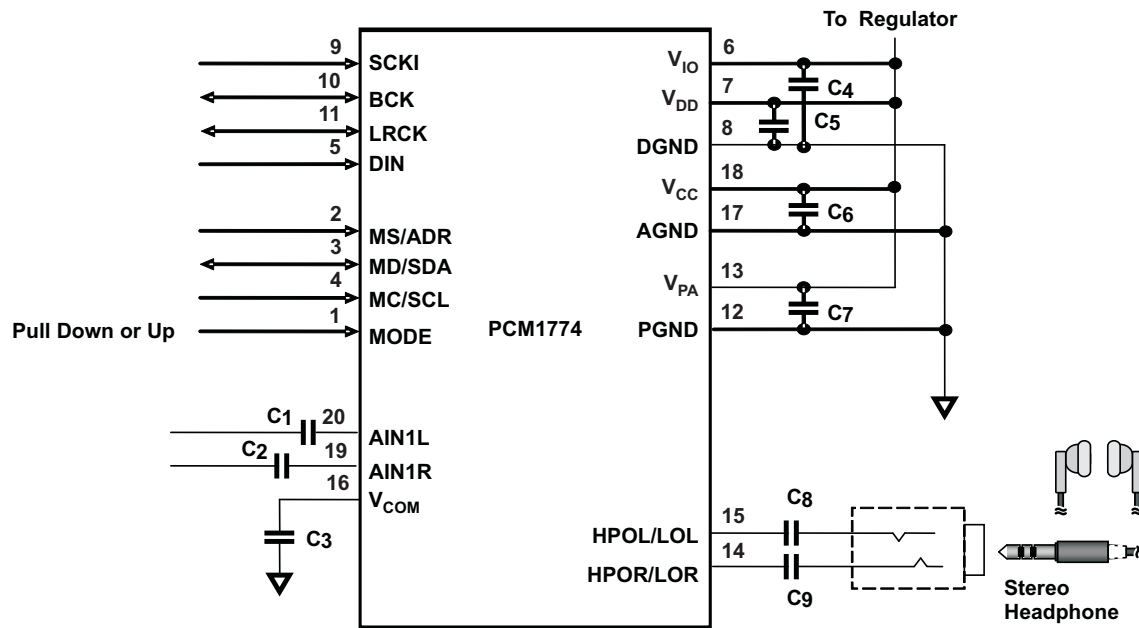 To Regulator
9
SCKI
10
BCK
11
LRCK
5
DIN
2
MS/ADR
3
MD/SDA
4
MC/SCL
Pull Down or Up
1
MODE
PCM1774
C1
20
AIN1L
C2
19
AIN1R
16
VCOM
C3
6
VIO
C4
7
VDD
C5
8
DGND
18
VCC
C6
17
AGND
13
VPA
C7
12
PGND
15
C8
HPOL/LOL
14
HPOR/LOR
C9
Stereo
Headphone